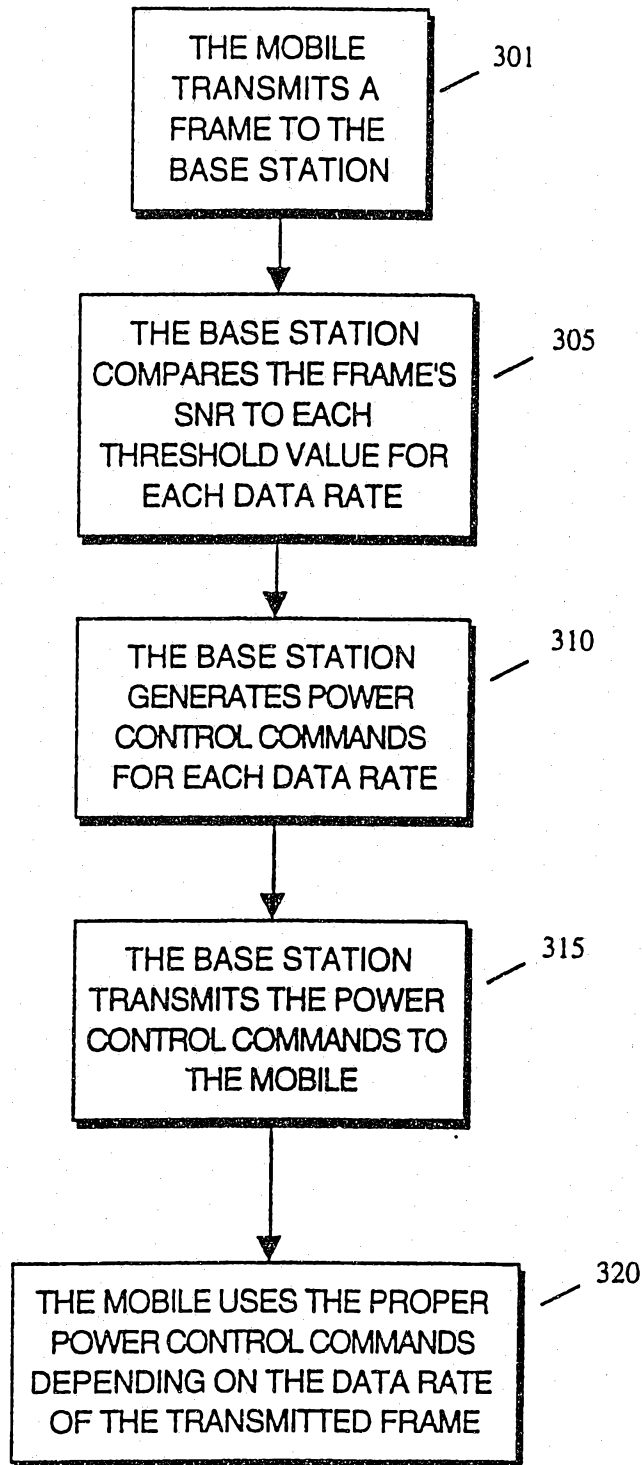 THE MOBILE
TRANSMITS A
FRAME TO THE
BASE STATION
301
THE BASE STATION
COMPARES THE FRAME'S
SNR TO EACH
THRESHOLD VALUE FOR
EACH DATA RATE
305
THE BASE STATION
GENERATES POWER
CONTROL COMMANDS
FOR EACH DATA RATE
310
THE BASE STATION
TRANSMITS THE POWER
CONTROL COMMANDS TO
THE MOBILE
315
THE MOBILE USES THE PROPER
POWER CONTROL COMMANDS
DEPENDING ON THE DATA RATE
OF THE TRANSMITTED FRAME
320